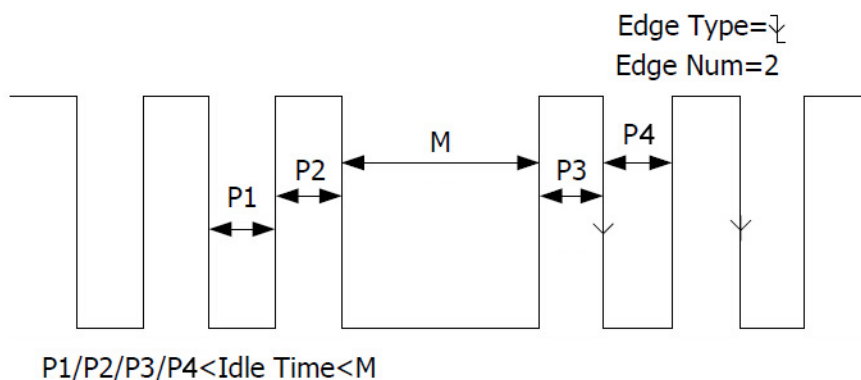 Edge Type=
Edge Num=2
M
P4
P2
P3
P1
P1/P2/P3/P4<Idle Time<M